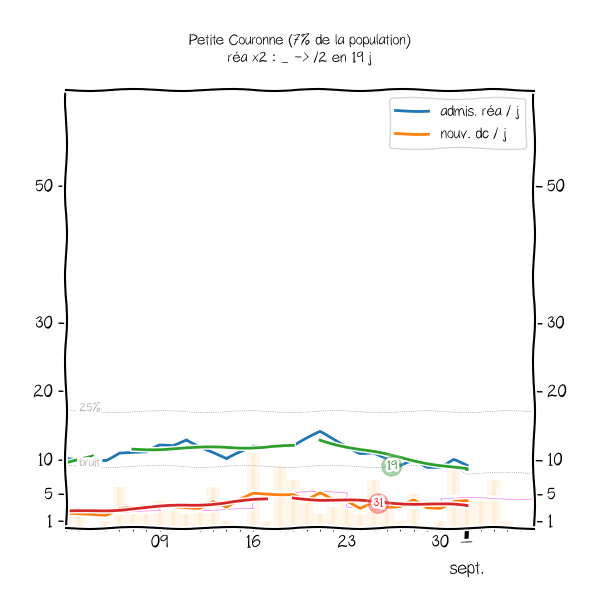 Petite Couronne (7% de la population)
réa x2 : _ -> /2 en 19 j
admis. réa / j
nouv. dc / j
50 50
30 30
20 20
25%
10 10
bruit
19
5 5
31
1 1
09 16 23 30
sept.